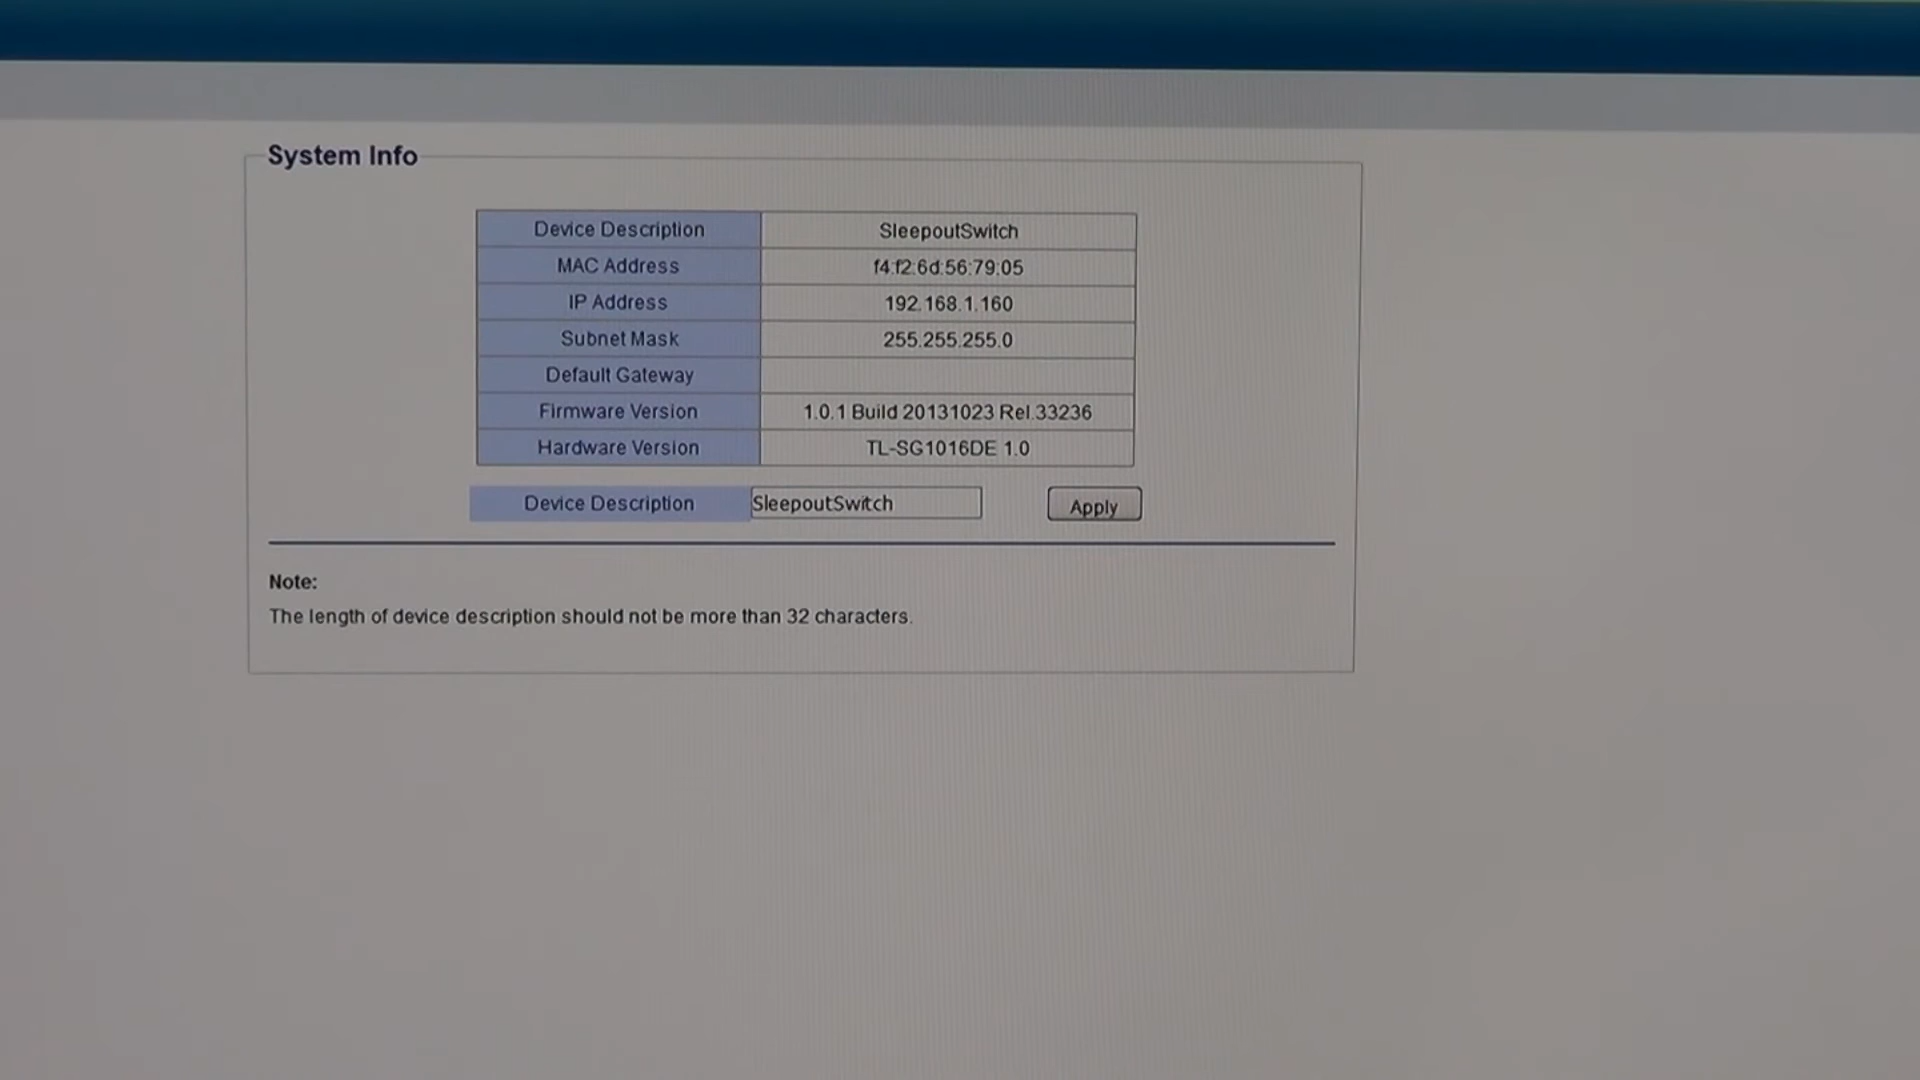 System Info
Device Description SleepoutSwitch
MAC Address f4:f2:6d:56:79:05
IP Address 192.168.1.160
Subnet Mask 255.255.255.0
Default Gateway
Firmware Version 1.0.1 Build 20131023 Rel.33236
Hardware Version TL-SG1016DE 1.0
Device Description SleepoutSwitch Apply
Note:
The length of device description should not be more than 32 characters.